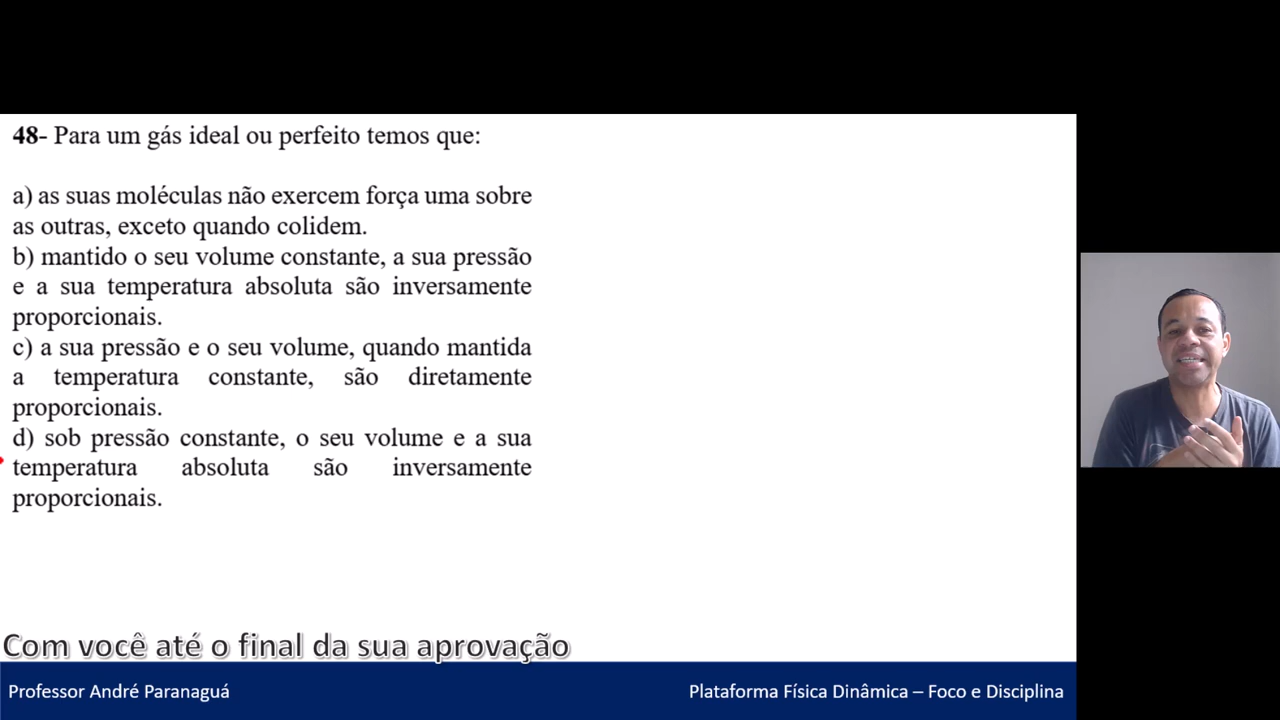 48- Para um gás ideal ou perfeito temos que:
a) as suas moléculas não exercem força uma sobre
as outras, exceto quando colidem.
b) mantido o seu volume constante, a sua pressão
e a sua temperatura absoluta são inversamente
proporcionais.
c) a sua pressão e o seu volume, quando mantida
a temperatura constante, são diretamente
proporcionais.
d) sob pressão constante, o seu volume e a sua
temperatura absoluta são inversamente
proporcionais.
Com você até o final da sua aprovação
Professor André Paranaguá
Plataforma Física Dinâmica – Foco e Disciplina